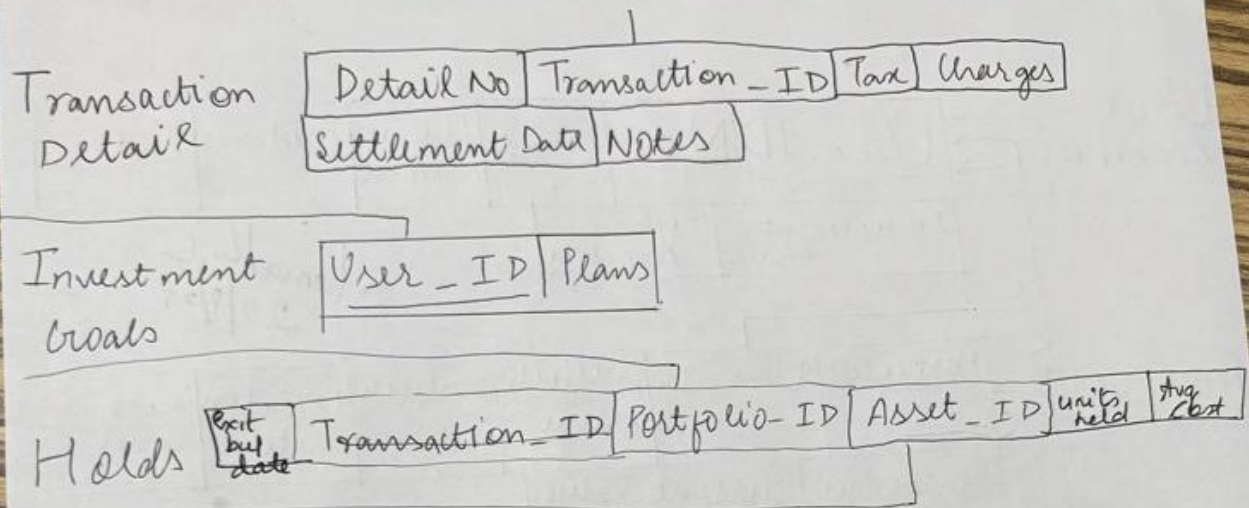 Transaction Detail No Transaction_ID Tax Charges
Detail Settlement Date Notes
Investment User_ID Plans
Goals
Holds exit buy date Transaction_ID Portfolio-ID Asset_ID units held Avg Cost